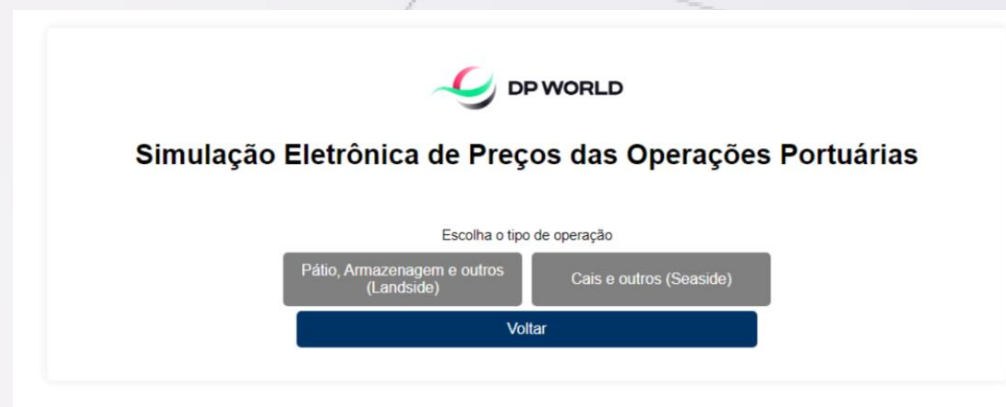 DP WORLD
Simulação Eletrônica de Preços das Operações Portuárias
Escolha o tipo de operação
Pátio, Armazenagem e outros
(Landside)
Cais e outros (Seaside)
Voltar